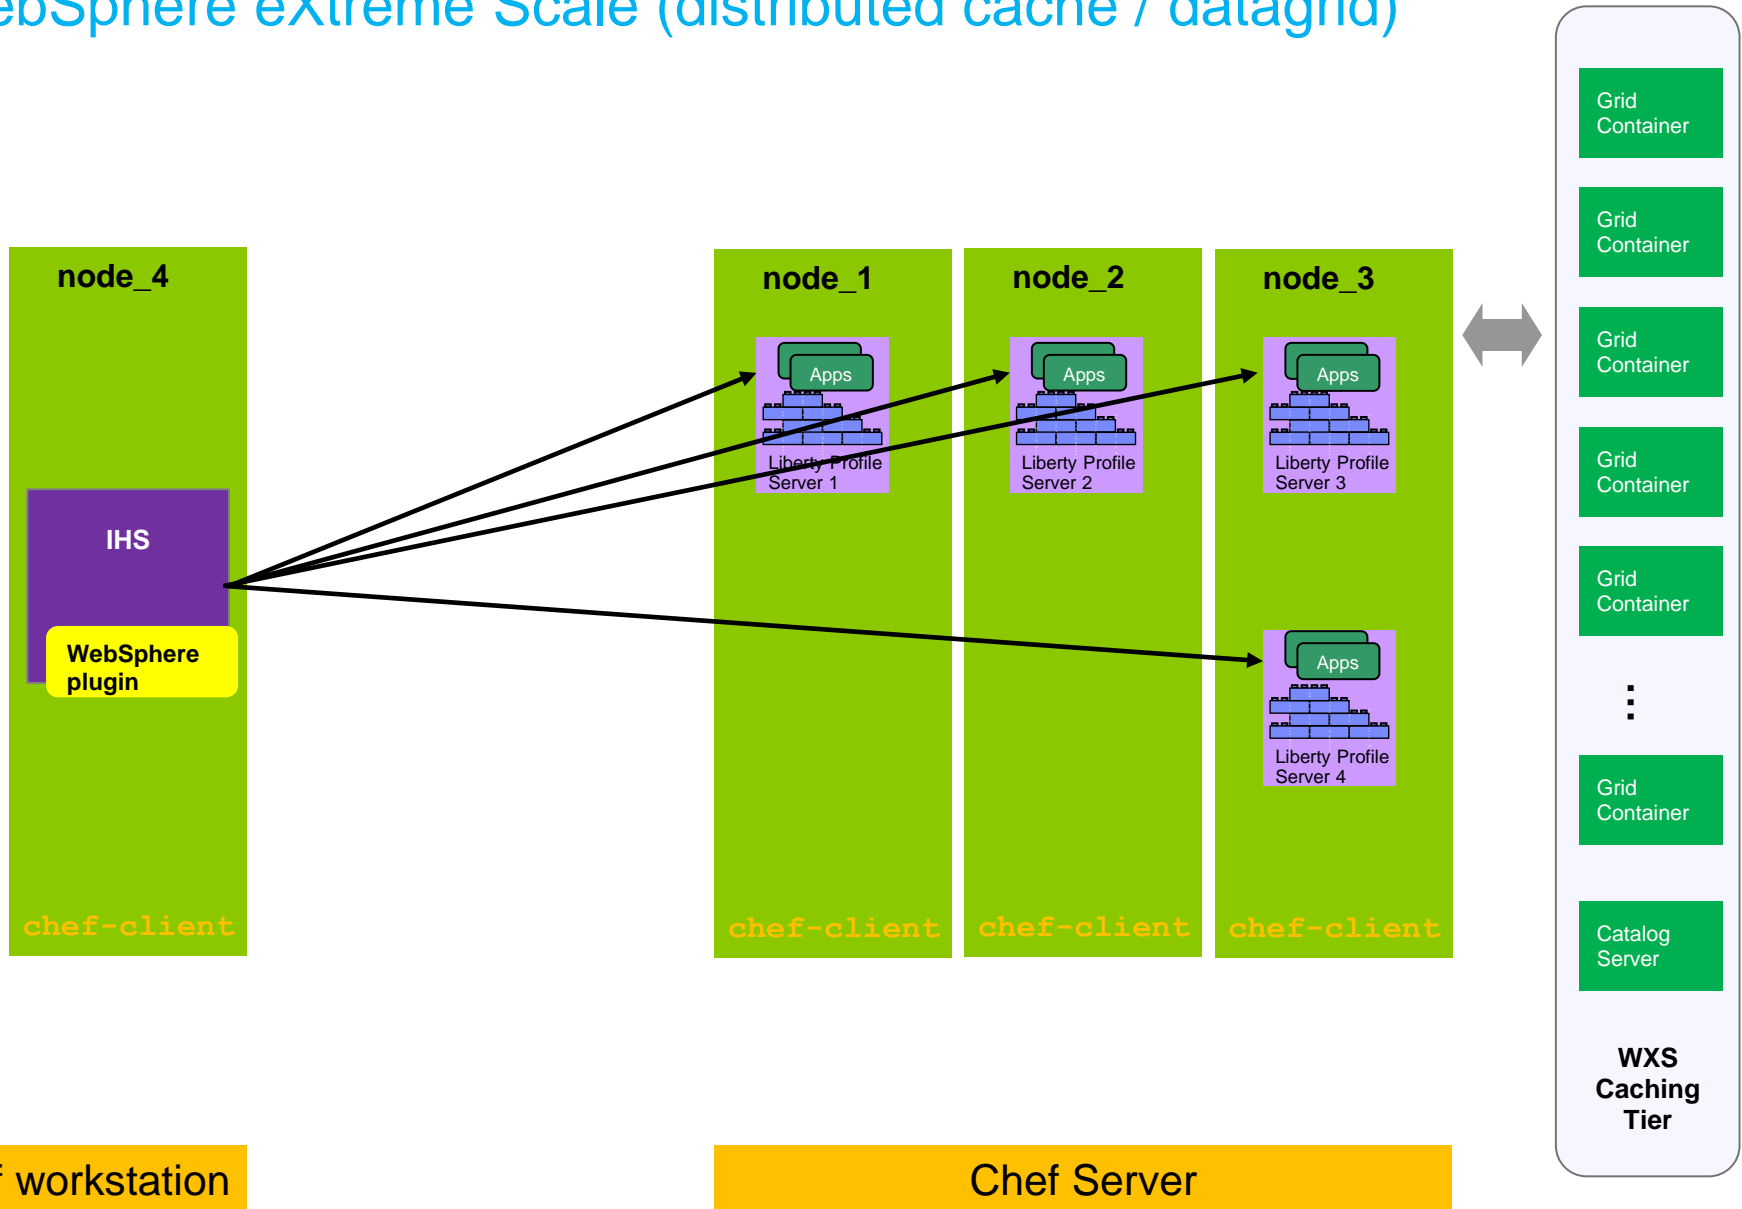 ebSphere eXtreme Scale (distributed cache / datagrid)
node_4
IHS
WebSphere
plugin
chef-client
node_1
Apps
Liberty Profile
Server 1
chef-client
node_2
Apps
Liberty Profile
Server 2
chef-client
node_3
Apps
Liberty Profile
Server 3
Apps
Liberty Profile
Server 4
chef-client
Grid
Container
Grid
Container
Grid
Container
Grid
Container
Grid
Container
...
Grid
Container
Catalog
Server
WXS
Caching
Tier
f workstation
Chef Server